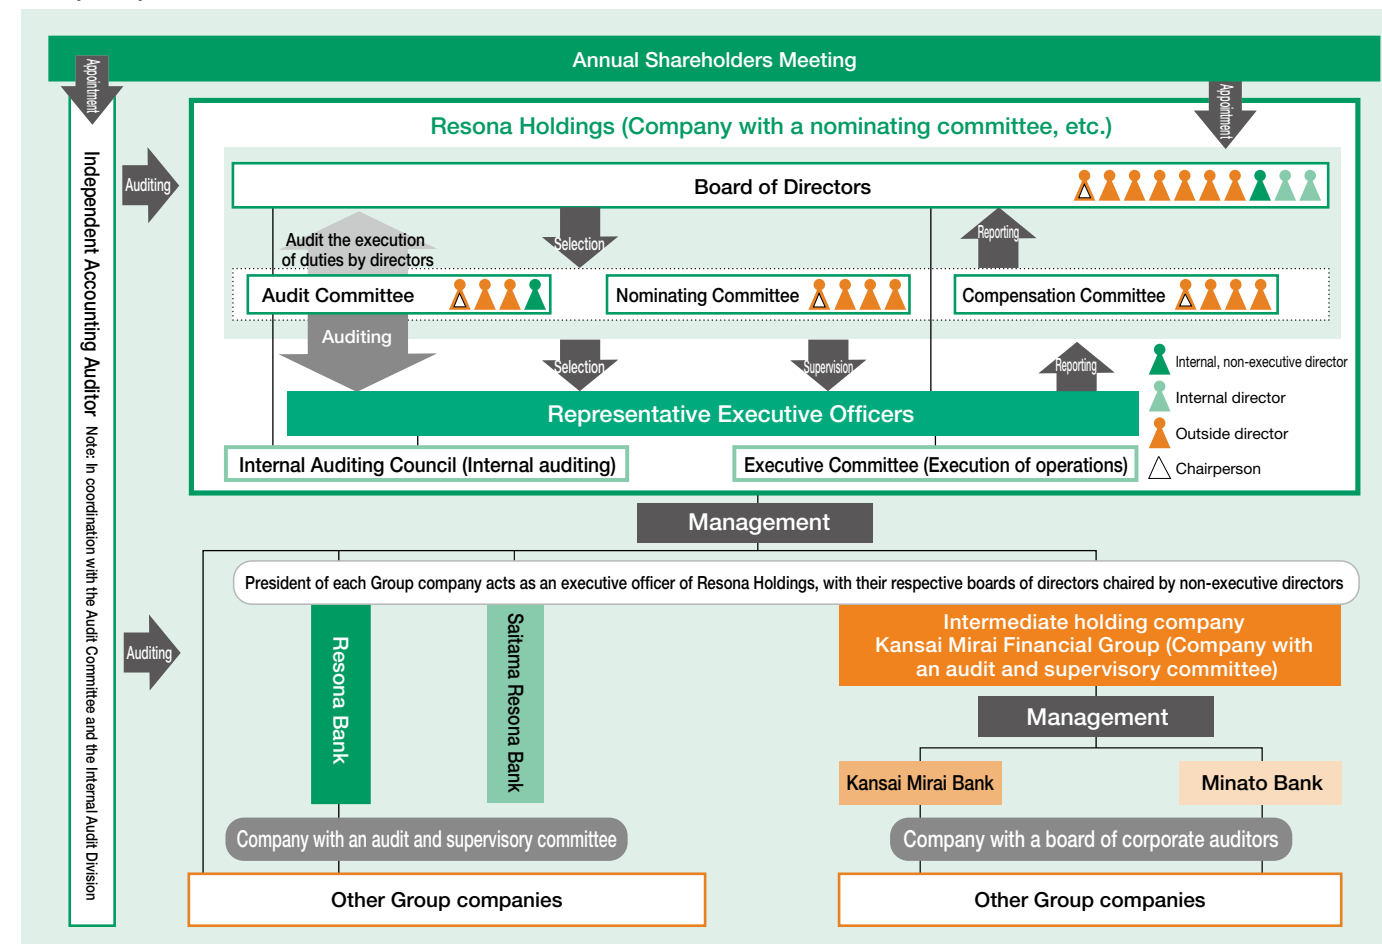 Annual Shareholders Meeting
Appointment
Appointment
Resona Holdings (Company with a nominating committee, etc.)
Independent Accounting Auditor Note: In coordination with the Audit Committee and the Internal Audit Division
Auditing
Board of Directors
Audit the execution
of duties by directors
Selection
Reporting
Audit Committee
Nominating Committee
Compensation Committee
Auditing
Selection
Supervision
Reporting
Internal, non-executive director
Internal director
Outside director
Chairperson
Representative Executive Officers
Internal Auditing Council (Internal auditing)
Executive Committee (Execution of operations)
Management
President of each Group company acts as an executive officer of Resona Holdings, with their respective boards of directors chaired by non-executive directors
Auditing
Resona Bank
Saitama Resona Bank
Intermediate holding company
Kansai Mirai Financial Group (Company with
an audit and supervisory committee)
Management
Kansai Mirai Bank
Minato Bank
Company with an audit and supervisory committee
Company with a board of corporate auditors
Other Group companies
Other Group companies